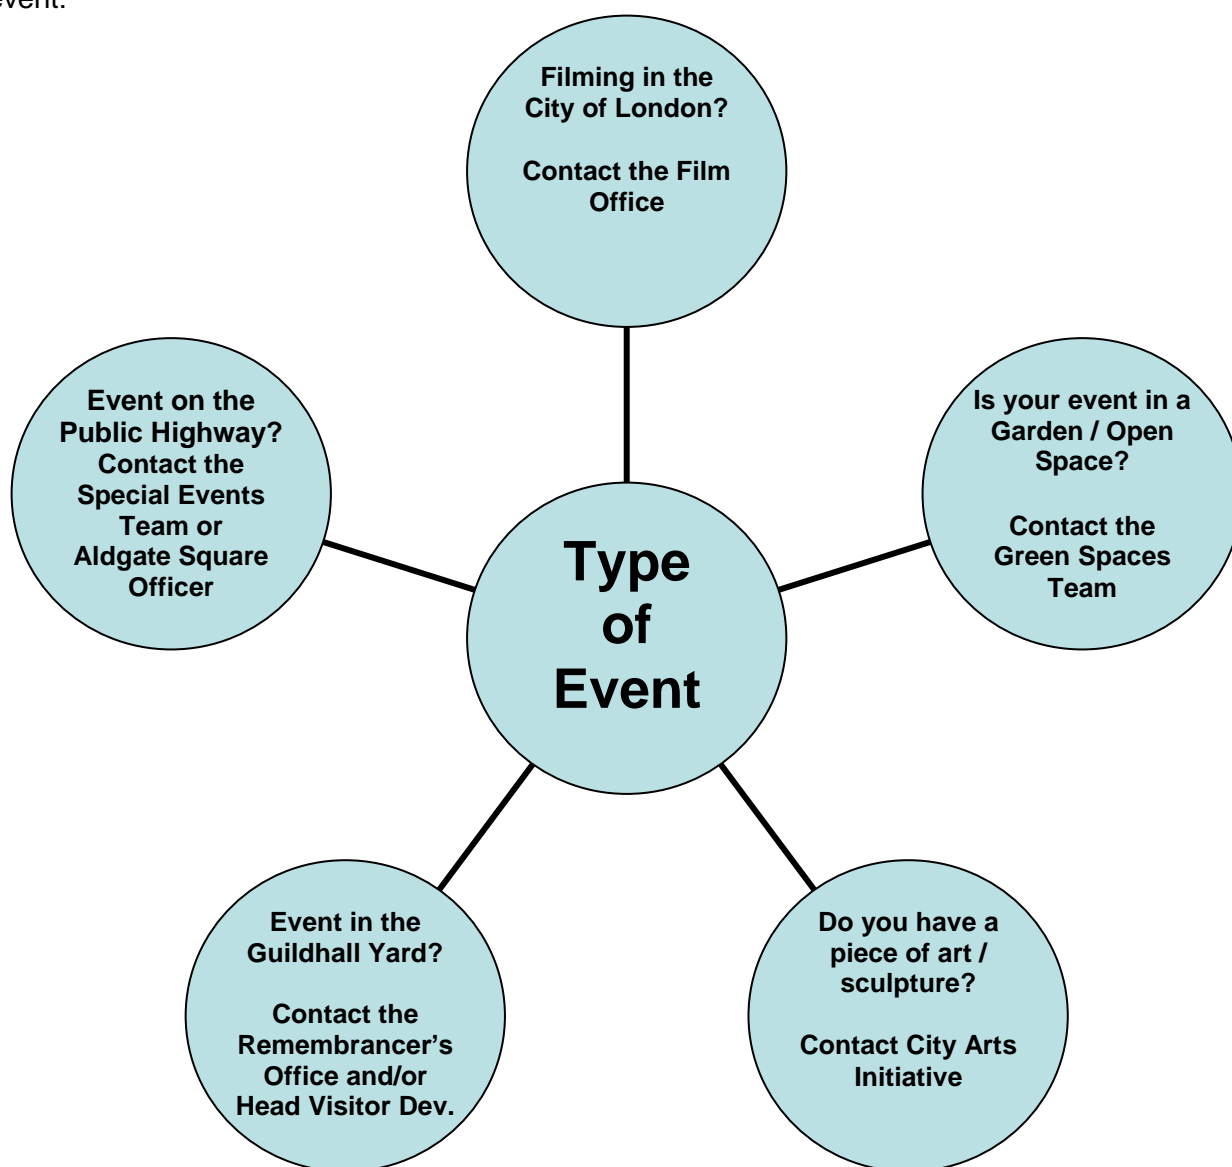 event.
Filming in the
City of London?
Contact the Film
Office
Event on the
Public Highway?
Contact the
Special Events
Team or
Aldgate Square
Officer
Is your event in a
Garden / Open
Space?
Contact the
Green Spaces
Team
Type
of
Event
Event in the
Guildhall Yard?
Contact the
Remembrancer’s
Office and/or
Head Visitor Dev.
Do you have a
piece of art /
sculpture?
Contact City Arts
Initiative